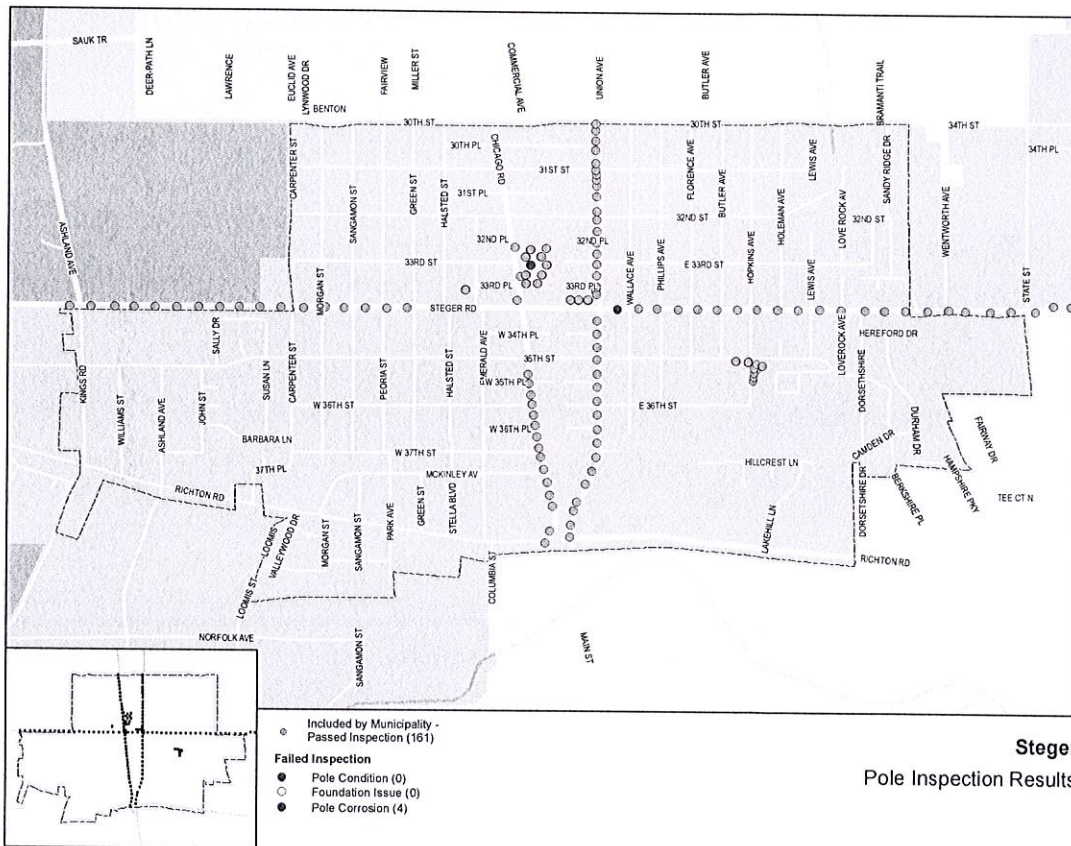 SAUK TR
DEER-PATH LN
LAWRENCE
EUCLID AVE
LYNWOOD DR
BENTON
FAIRVIEW
MILLER ST
COMMERCIAL AVE
UNION AVE
BUTLER AVE
BRAMANTI TRAIL
30TH ST
30TH ST
34TH ST
30TH PL
CHICAGO RD
34TH PL
CARPENTER ST
31ST ST
FLORENCE AVE
LEWIS AVE
SANDY RIDGE DR
SANGAMON ST
GREEN ST
HALSTED ST
31ST PL
BUTLER AVE
HOLEMAN AVE
LOVE ROCK AV
32ND ST
32ND ST
WENTWORTH AVE
ASHLAND AVE
32ND PL
32ND PL
33RD ST
WALLACE AVE
PHILLIPS AVE
E 33RD ST
HOPKINS AVE
LEWIS AVE
STATE ST
MORGAN ST
33RD PL
33RD PL
STEGER RD
HEREFORD DR
SALLY DR
W 34TH PL
EMERALD AVE
LOVEROCK AVE
KINGS RD
SUSAN LN
CARPENTER ST
PEORIA ST
HALSTED ST
35TH ST
W 35TH PL
DORSETHSHIRE
WILLIAMS ST
ASHLAND AVE
JOHN ST
W 36TH ST
E 36TH ST
DURHAM DR
FAIRWAY DR
BARBARA LN
W 36TH PL
CAMDEN DR
37TH PL
W 37TH ST
MCKINLEY AV
HILLCREST LN
RICHTON RD
DORSETSHIRE DR
BERKSHIRE PL
HAMPSHIRE PKY
TEE CT N
LOOMIS
VALLEYWOOD DR
MORGAN ST
SANGAMON ST
PARK AVE
GREEN ST
STELLA BLVD
COLUMBIA ST
LAKEHILL LN
RICHTON RD
LOOMIS ST
NORFOLK AVE
SANGAMON ST
MAIN ST
Included by Municipality -
Passed Inspection (161)
Failed Inspection
Pole Condition (0)
Foundation Issue (0)
Pole Corrosion (4)
Steger
Pole Inspection Results